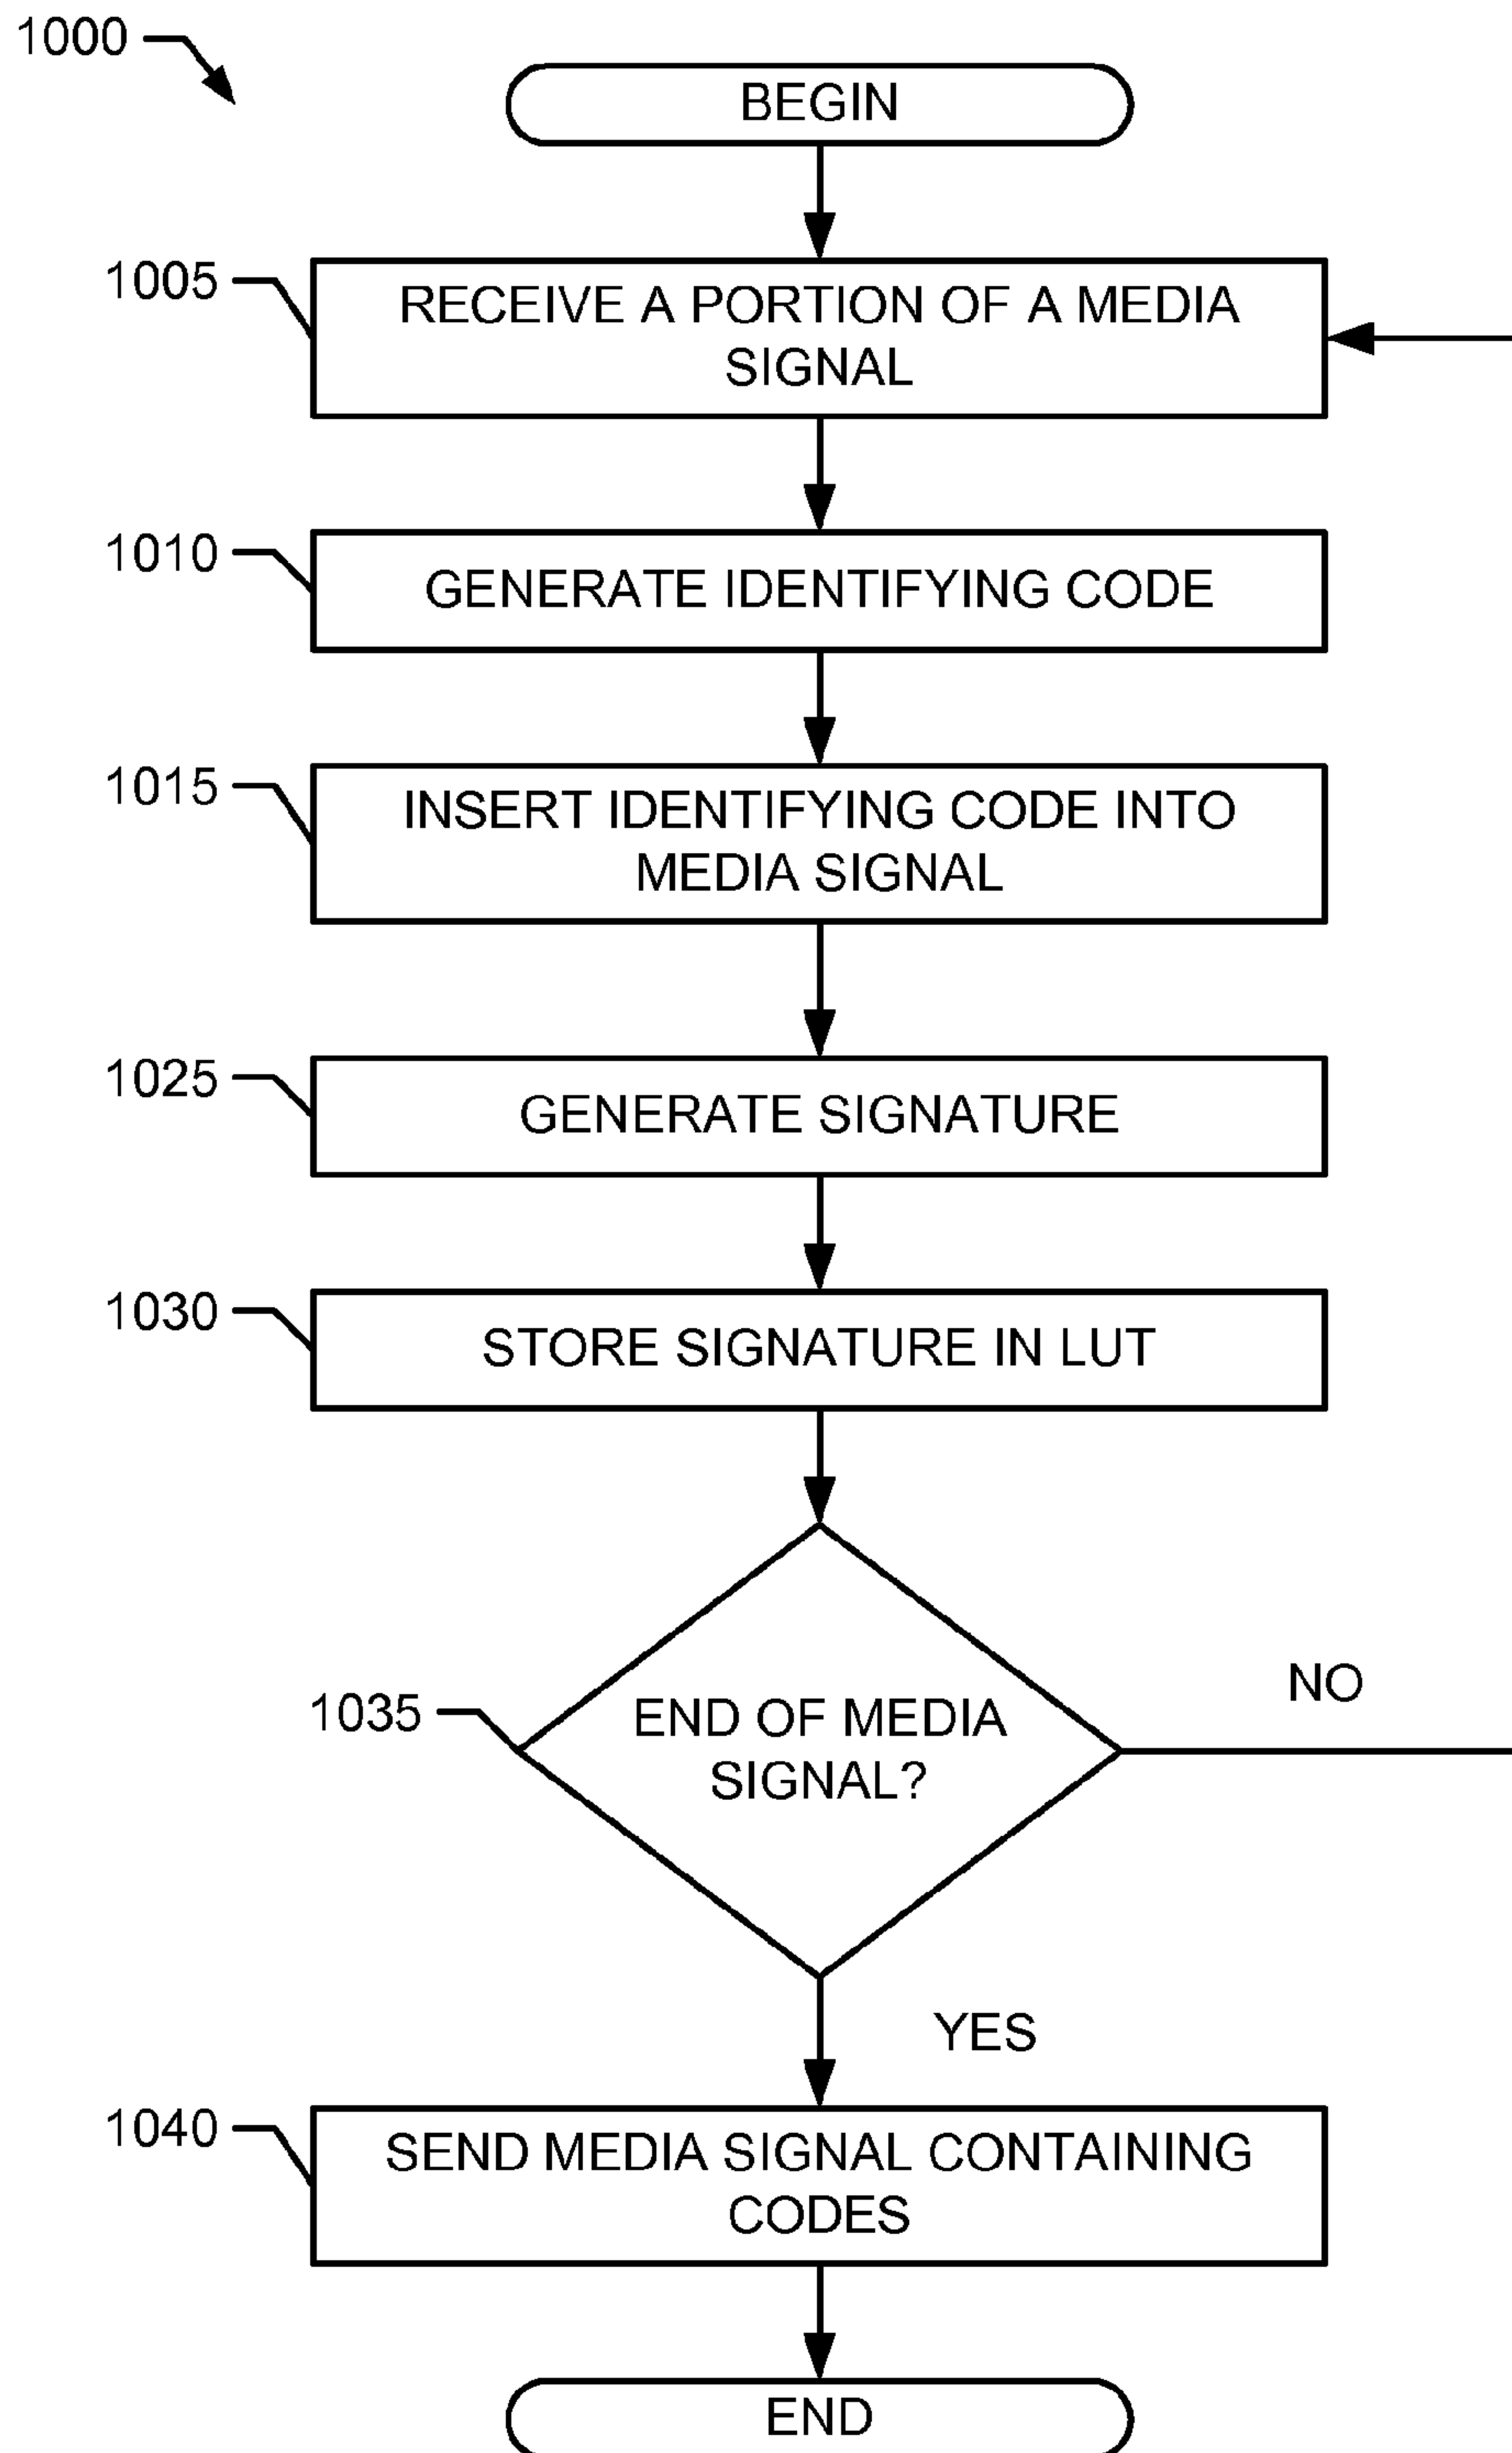 1000
BEGIN
1005
RECEIVE A PORTION OF A MEDIA
SIGNAL
1010
GENERATE IDENTIFYING CODE
1015
INSERT IDENTIFYING CODE INTO
MEDIA SIGNAL
1025
GENERATE SIGNATURE
1030
STORE SIGNATURE IN LUT
1035
END OF MEDIA
SIGNAL?
NO
YES
1040
SEND MEDIA SIGNAL CONTAINING
CODES
END